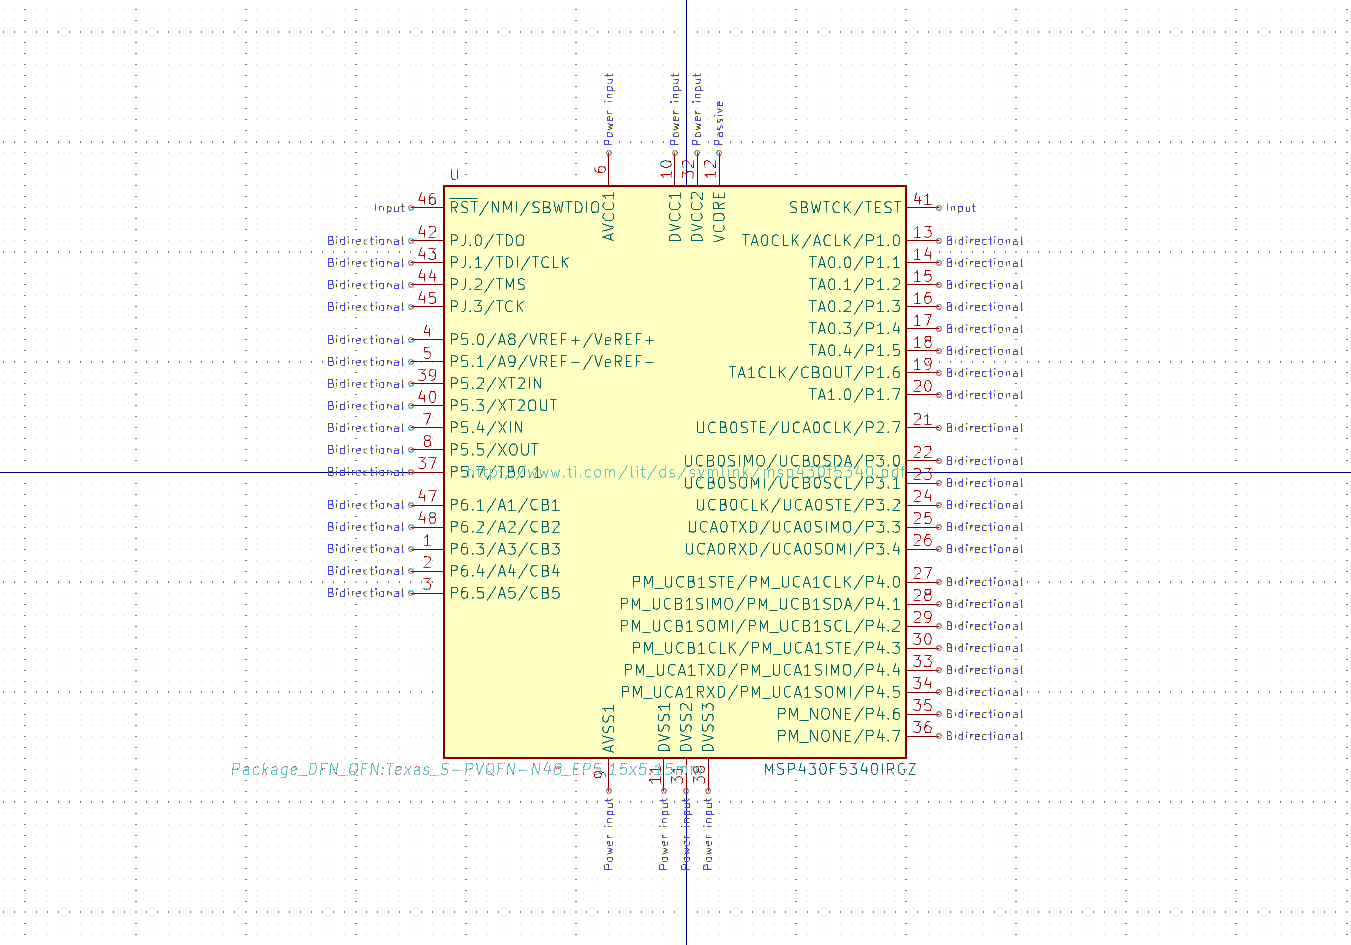 Power input Power input Power input Passive
6 10 32 12
U
Input 46 RST/NMI/SBWTDIO AVCC1 DVCC1 DVCC2 VCORE SBWTCK/TEST 41 Input
Bidirectional 42 PJ.0/TDO TA0CLK/ACLK/P1.0 13 Bidirectional
Bidirectional 43 PJ.1/TDI/TCLK TA0.0/P1.1 14 Bidirectional
Bidirectional 44 PJ.2/TMS TA0.1/P1.2 15 Bidirectional
Bidirectional 45 PJ.3/TCK TA0.2/P1.3 16 Bidirectional
TA0.3/P1.4 17 Bidirectional
Bidirectional 4 P5.0/A8/VREF+/VeREF+
TA0.4/P1.5 18 Bidirectional
Bidirectional 5 P5.1/A9/VREF-/VeREF-
TA1CLK/CBOUT/P1.6 19 Bidirectional
Bidirectional 39 P5.2/XT2IN
TA1.0/P1.7 20 Bidirectional
Bidirectional 40 P5.3/XT2OUT
Bidirectional 7 P5.4/XIN UCB0STE/UCA0CLK/P2.7 21 Bidirectional
Bidirectional 8 P5.5/XOUT
UCB0SIMO/UCB0SDA/P3.0 22 Bidirectional
Bidirectional 37 P5.7/TB0.1 http://www.ti.com/lit/ds/symlink/msp430f5340.pdf
UCB0SOMI/UCB0SCL/P3.1 23 Bidirectional
Bidirectional 47 P6.1/A1/CB1 UCB0CLK/UCA0STE/P3.2 24 Bidirectional
Bidirectional 48 P6.2/A2/CB2 UCA0TXD/UCA0SIMO/P3.3 25 Bidirectional
Bidirectional 1 P6.3/A3/CB3 UCA0RXD/UCA0SOMI/P3.4 26 Bidirectional
Bidirectional 2 P6.4/A4/CB4
PM_UCB1STE/PM_UCA1CLK/P4.0 27 Bidirectional
Bidirectional 3 P6.5/A5/CB5
PM_UCB1SIMO/PM_UCB1SDA/P4.1 28 Bidirectional
PM_UCB1SOMI/PM_UCB1SCL/P4.2 29 Bidirectional
PM_UCB1CLK/PM_UCA1STE/P4.3 30 Bidirectional
PM_UCA1TXD/PM_UCA1SIMO/P4.4 33 Bidirectional
PM_UCA1RXD/PM_UCA1SOMI/P4.5 34 Bidirectional
PM_NONE/P4.6 35 Bidirectional
AVSS1 DVSS1 DVSS2 DVSS3 PM_NONE/P4.7 36 Bidirectional
Package_DFN_QFN:Texas_S-PVQFN-N48_EP5.15x5.15mm MSP430F5340IRGZ
9 11 31 38
Power input Power input Power input Power input